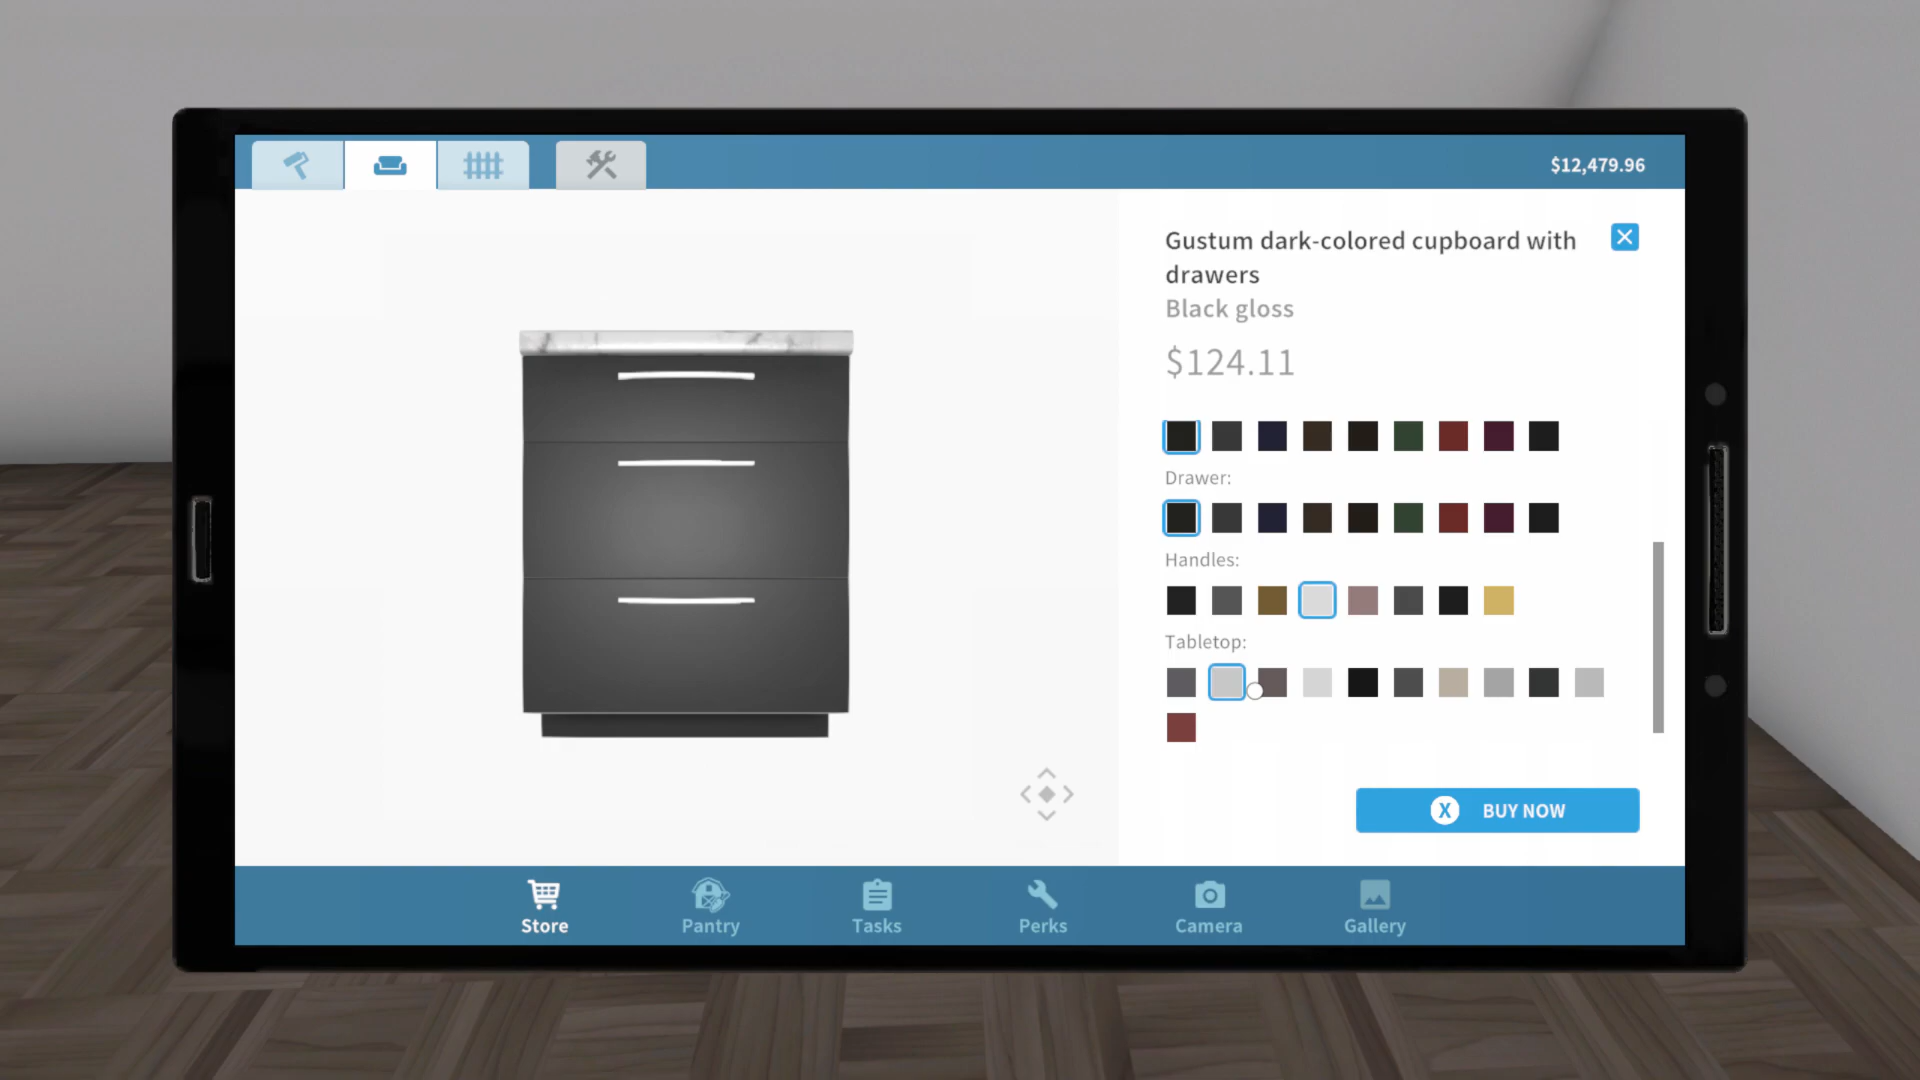 $12,479.96
Gustum dark-colored cupboard with
drawers
Black gloss
$124.11
Drawer:
Handles:
Tabletop:
X BUY NOW
Store
Pantry
Tasks
Perks
Camera
Gallery